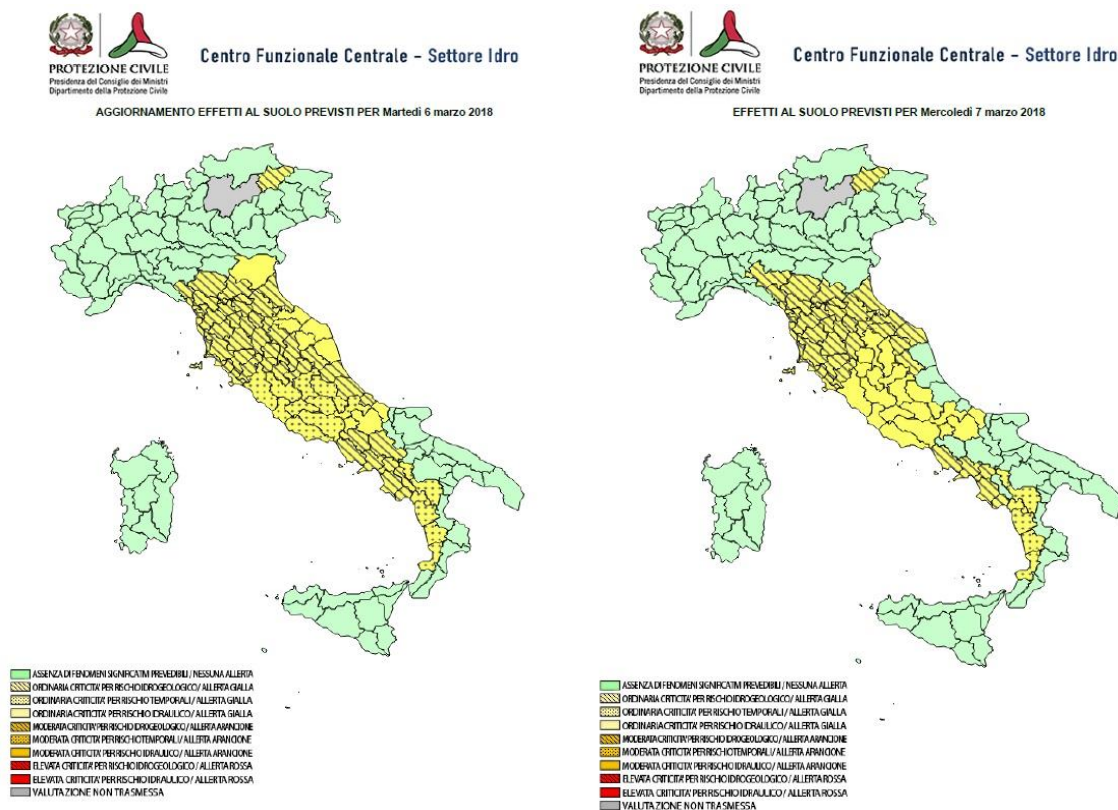 PROTEZIONE CIVILE
Presidenza del Consiglio dei Ministri
Dipartimento della Protezione Civile
Centro Funzionale Centrale - Settore Idro
AGGIORNAMENTO EFFETTI AL SUOLO PREVISTI PER Martedì 6 marzo 2018
ASSENZA DI FENOMENI SIGNIFICATIVI PREVEDIBILI / NESSUNA ALLERTA
ORDINARIA CRITICITA' PER RISCHIO IDROGEOLOGICO / ALLERTA GIALLA
ORDINARIA CRITICITA' PER RISCHIO TEMPORALI / ALLERTA GIALLA
ORDINARIA CRITICITA' PER RISCHIO IDRAULICO / ALLERTA GIALLA
MODERATA CRITICITA' PER RISCHIO IDROGEOLOGICO / ALLERTA ARANCIONE
MODERATA CRITICITA' PER RISCHIO TEMPORALI / ALLERTA ARANCIONE
MODERATA CRITICITA' PER RISCHIO IDRAULICO / ALLERTA ARANCIONE
ELEVATA CRITICITA' PER RISCHIO IDROGEOLOGICO / ALLERTA ROSSA
ELEVATA CRITICITA' PER RISCHIO IDRAULICO / ALLERTA ROSSA
VALUTAZIONE NON TRASMESSA
PROTEZIONE CIVILE
Presidenza del Consiglio dei Ministri
Dipartimento della Protezione Civile
Centro Funzionale Centrale - Settore Idro
EFFETTI AL SUOLO PREVISTI PER Mercoledì 7 marzo 2018
ASSENZA DI FENOMENI SIGNIFICATIVI PREVEDIBILI / NESSUNA ALLERTA
ORDINARIA CRITICITA' PER RISCHIO IDROGEOLOGICO / ALLERTA GIALLA
ORDINARIA CRITICITA' PER RISCHIO TEMPORALI / ALLERTA GIALLA
ORDINARIA CRITICITA' PER RISCHIO IDRAULICO / ALLERTA GIALLA
MODERATA CRITICITA' PER RISCHIO IDROGEOLOGICO / ALLERTA ARANCIONE
MODERATA CRITICITA' PER RISCHIO TEMPORALI / ALLERTA ARANCIONE
MODERATA CRITICITA' PER RISCHIO IDRAULICO / ALLERTA ARANCIONE
ELEVATA CRITICITA' PER RISCHIO IDROGEOLOGICO / ALLERTA ROSSA
ELEVATA CRITICITA' PER RISCHIO IDRAULICO / ALLERTA ROSSA
VALUTAZIONE NON TRASMESSA